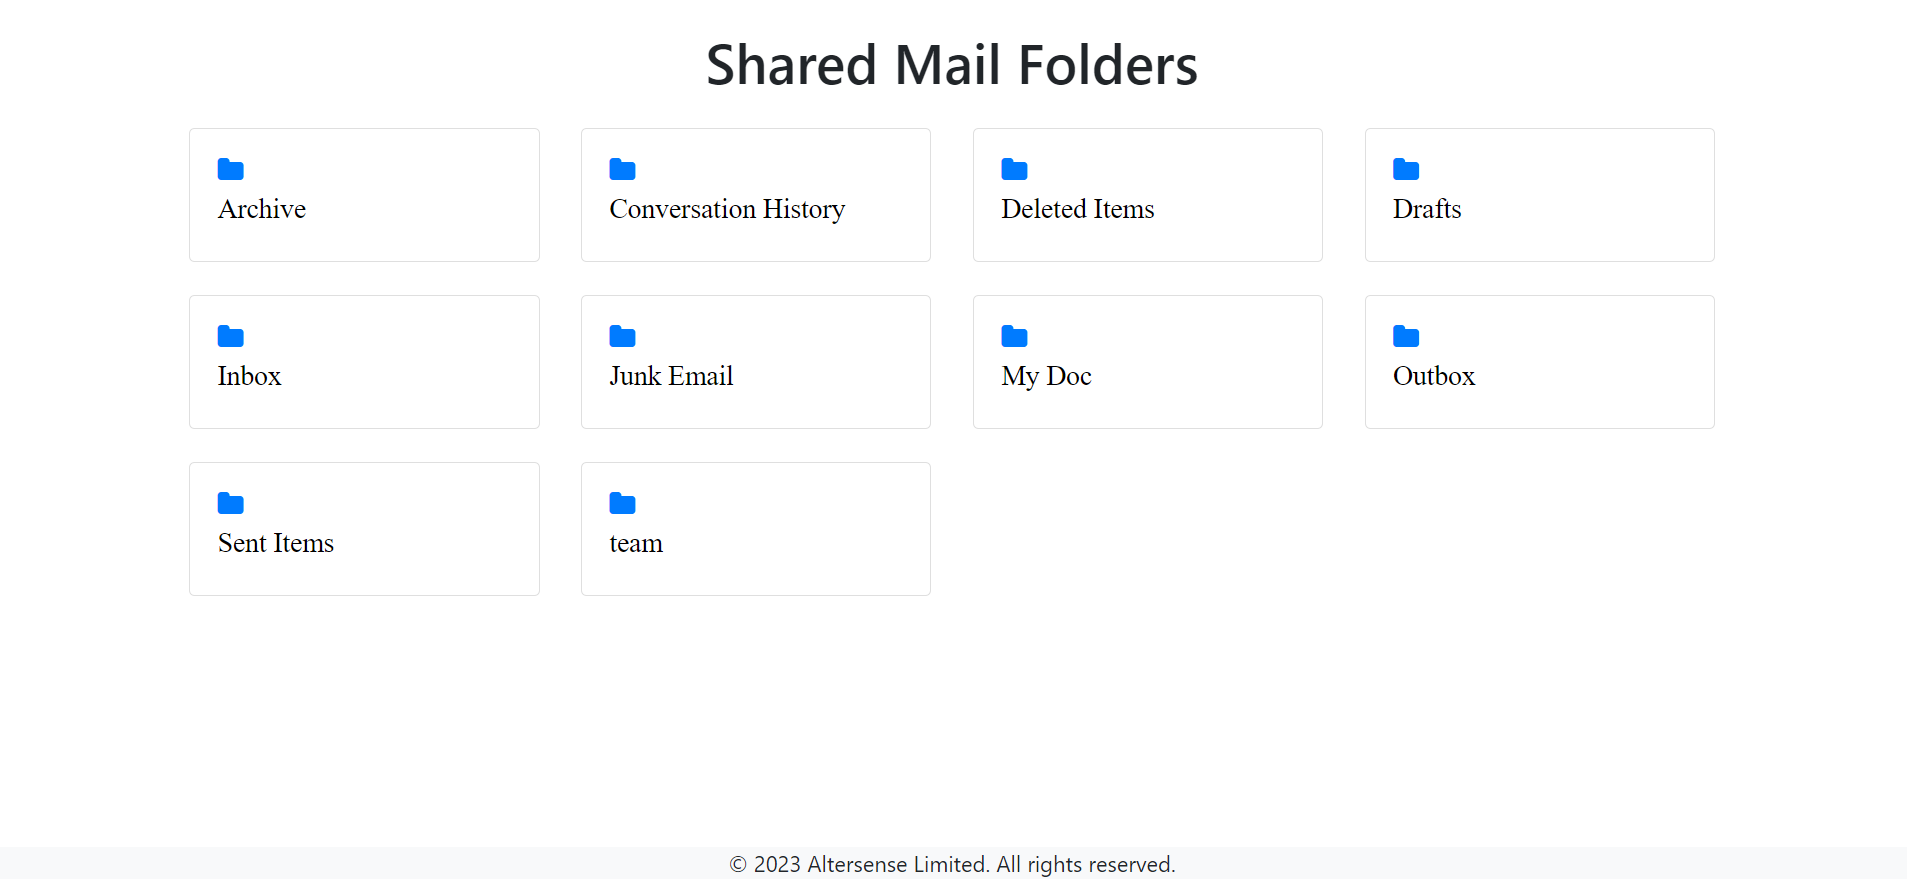 Shared Mail Folders
Archive
Conversation History
Deleted Items
Drafts
Inbox
Junk Email
My Doc
Outbox
Sent Items
team
© 2023 Altersense Limited. All rights reserved.